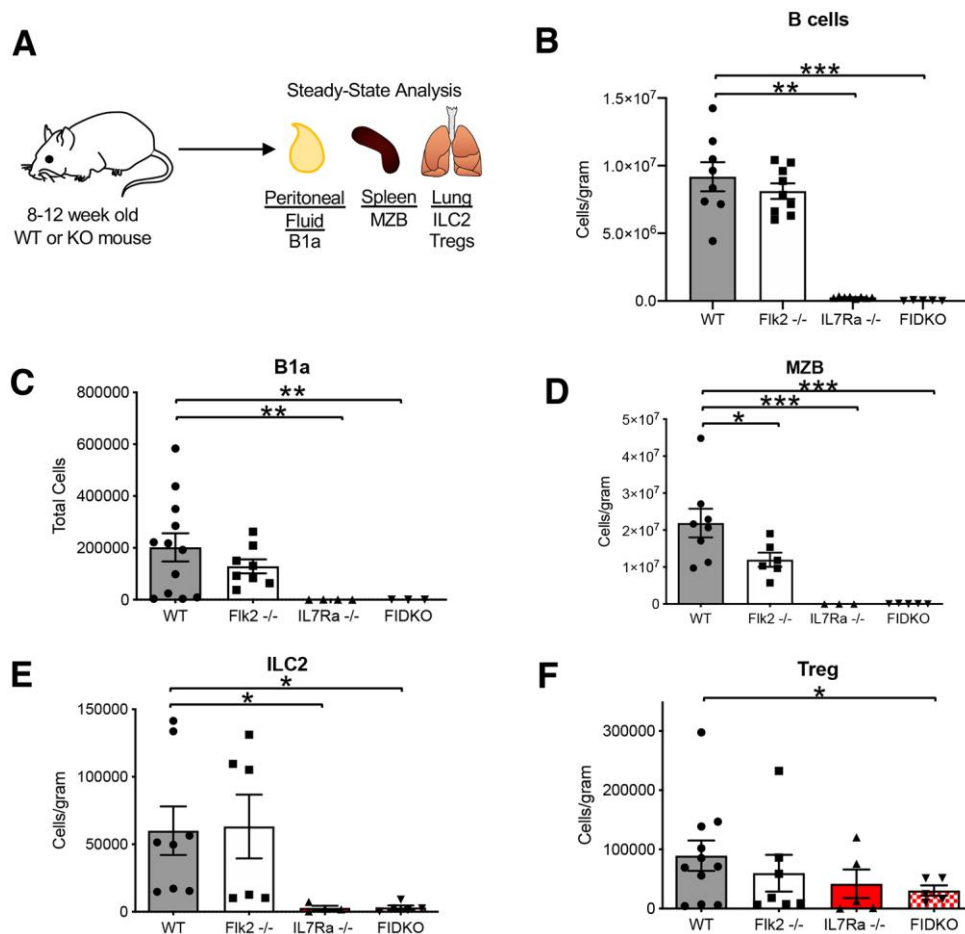 A
Steady-State Analysis
8-12 week old
WT or KO mouse
Peritoneal
Fluid
B1a
Spleen
MZB
Lung
ILC2
Tregs
B
B cells
***
**
Cells/gram
1.5×10⁷
1.0×10⁷
5.0×10⁶
0.0
WT
Flk2 -/-
IL7Ra -/-
FIDKO
C
B1a
**
**
Total Cells
800000
600000
400000
200000
0
WT
Flk2 -/-
IL7Ra -/-
FIDKO
D
MZB
***
***
*
Cells/gram
5×10⁷
4×10⁷
3×10⁷
2×10⁷
1×10⁷
0
WT
Flk2 -/-
IL7Ra -/-
FIDKO
E
ILC2
*
*
Cells/gram
150000
100000
50000
0
WT
Flk2 -/-
IL7Ra -/-
FIDKO
F
Treg
*
Cells/gram
300000
200000
100000
0
WT
Flk2 -/-
IL7Ra -/-
FIDKO